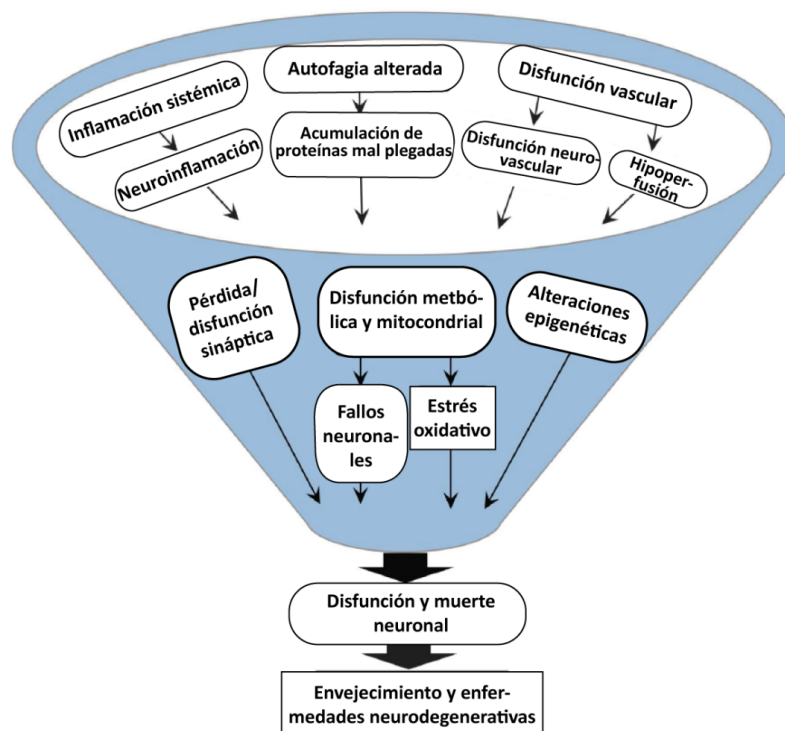 Inflamación sistémica
Neuroinflamación
Autofagia alterada
Acumulación de
proteínas mal plegadas
Disfunción vascular
Disfunción neuro-
vascular
Hipoper-
fusión
Pérdida/
disfunción
sináptica
Disfunción metbó-
lica y mitocondrial
Alteraciones
epigenéticas
Fallos
neurona-
les
Estrés
oxidativo
Disfunción y muerte
neuronal
Envejecimiento y enfer-
medades neurodegenerativas